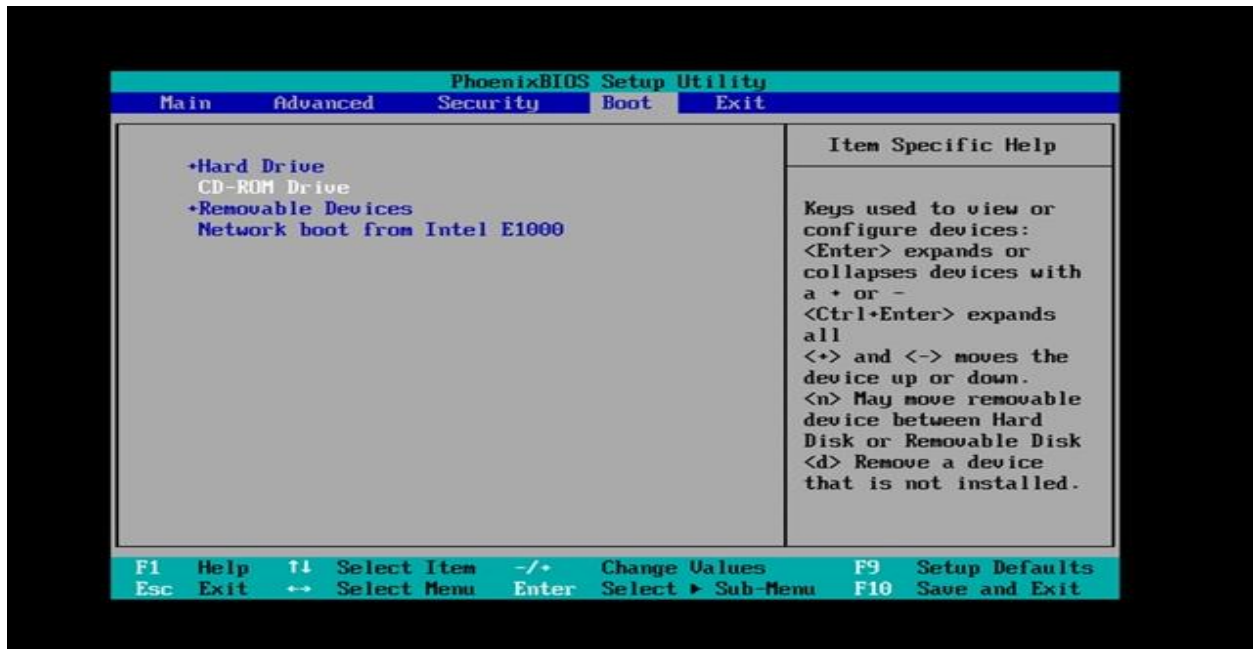 PhoenixBIOS Setup Utility
Main Advanced Security Boot Exit
+Hard Drive
CD-ROM Drive
+Removable Devices
Network boot from Intel E1000
Item Specific Help
Keys used to view or
configure devices:
<Enter> expands or
collapses devices with
a + or -
<Ctrl+Enter> expands
all
<+> and <-> moves the
device up or down.
<n> May move removable
device between Hard
Disk or Removable Disk
<d> Remove a device
that is not installed.
F1 Help ↑↓ Select Item -/+ Change Values F9 Setup Defaults
Esc Exit ↔ Select Menu Enter Select ▶ Sub-Menu F10 Save and Exit